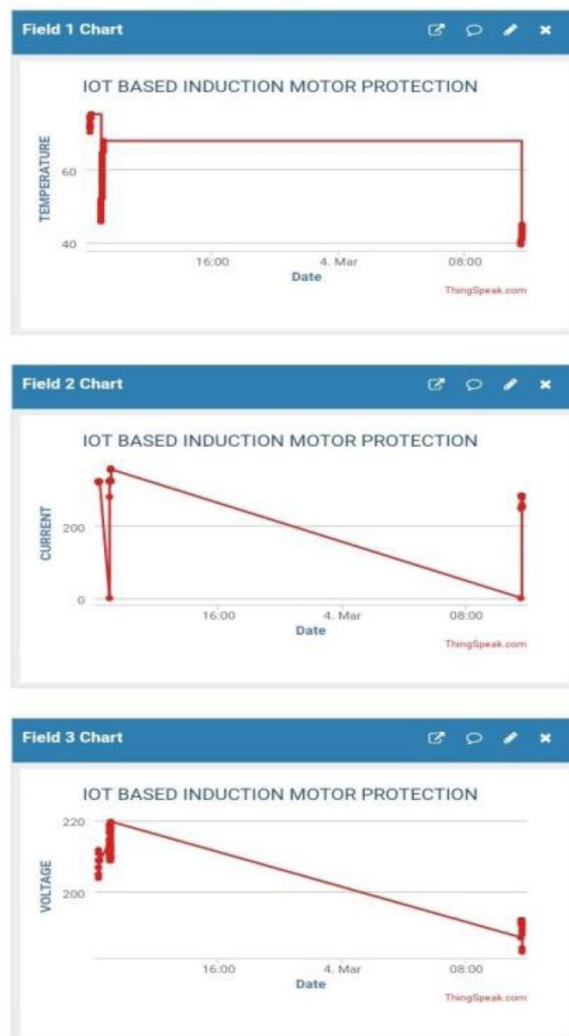 Field 1 Chart
IOT BASED INDUCTION MOTOR PROTECTION
TEMPERATURE
60
40
16:00 4. Mar 08:00
Date
ThingSpeak.com
Field 2 Chart
IOT BASED INDUCTION MOTOR PROTECTION
CURRENT
200
0
16:00 4. Mar 08:00
Date
ThingSpeak.com
Field 3 Chart
IOT BASED INDUCTION MOTOR PROTECTION
VOLTAGE
220
200
16:00 4. Mar 08:00
Date
ThingSpeak.com